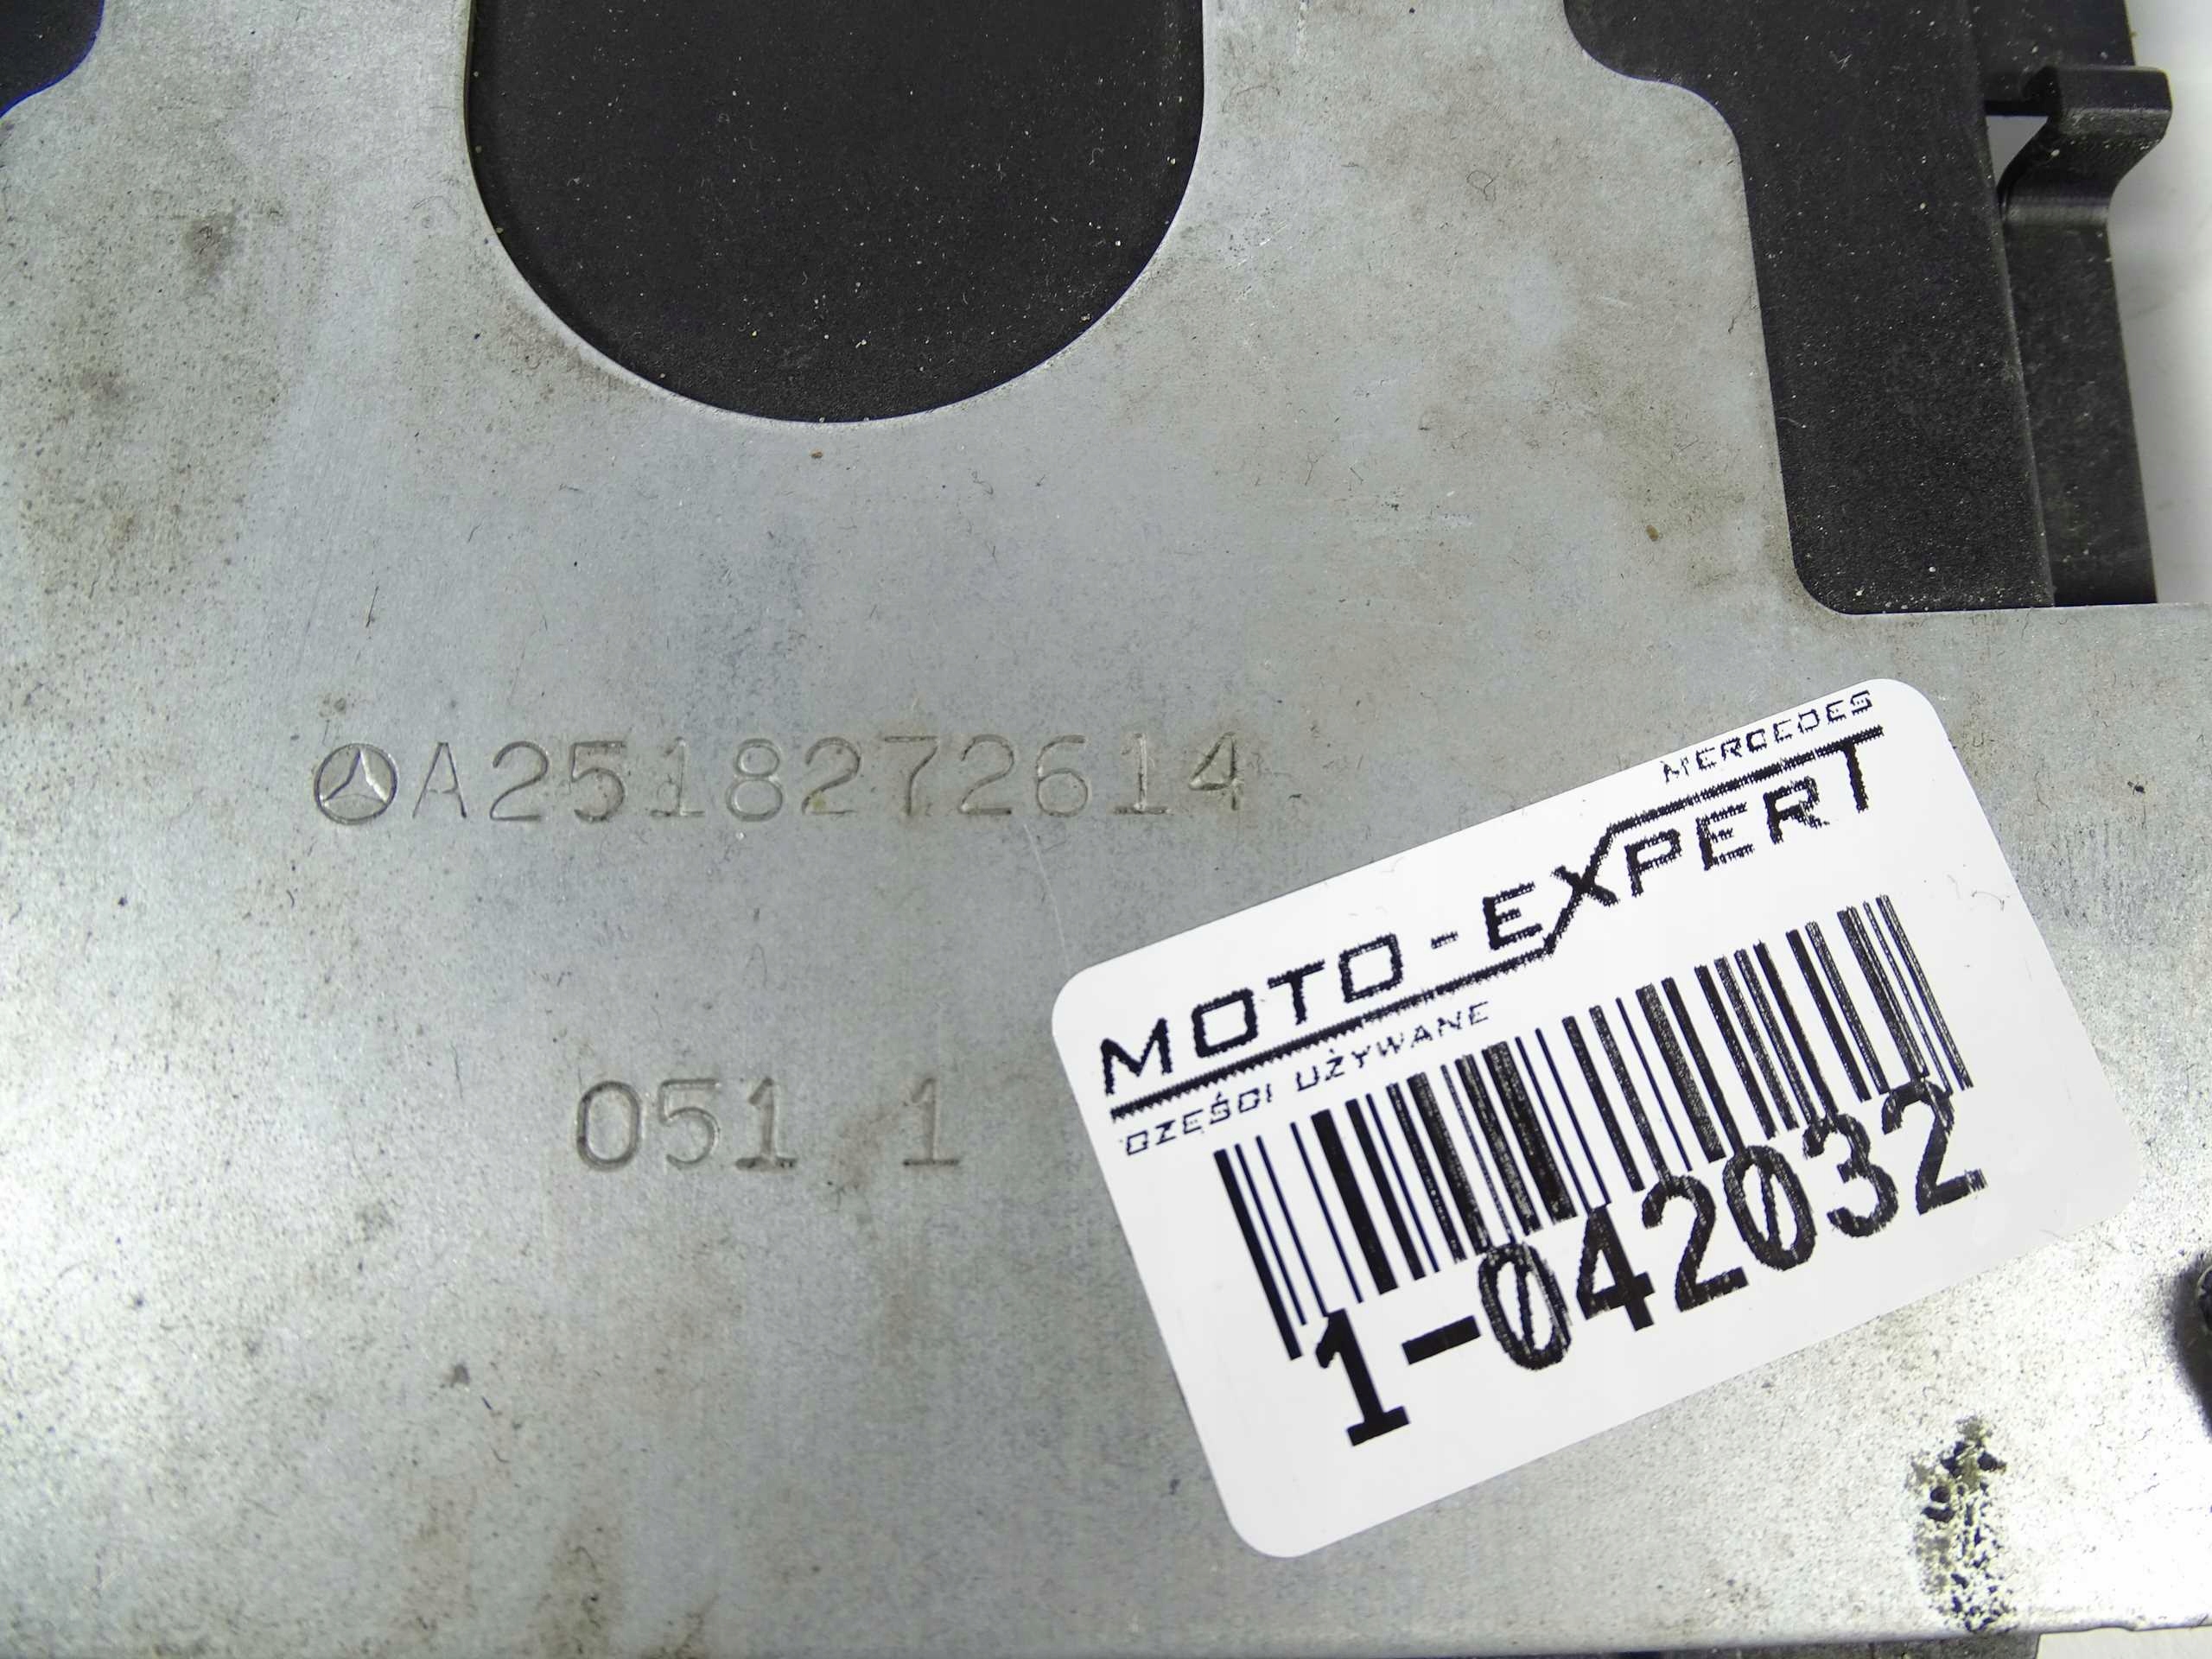 A2518272614
051 1
MERCEDES
MOTO-EXPERT
CZĘŚCI UŻYWANE
1-042032